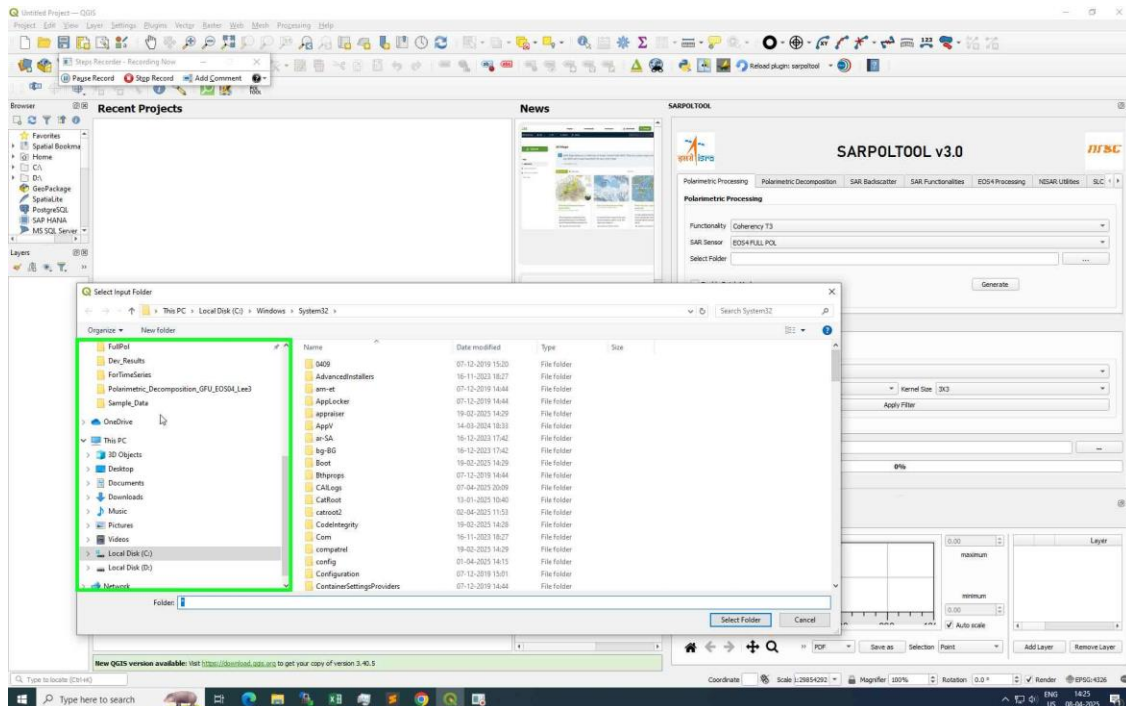 Untitled Project — QGIS
Project Edit View Layer Settings Plugins Vector Raster Web Mesh Processing Help
Steps Recorder - Recording Now
Pause Record Stop Record Add Comment
Reload plugin: sarpoltool
Browser
Favorites
Spatial Bookma
Home
C:\
D:\
GeoPackage
SpatiaLite
PostgreSQL
SAP HANA
MS SQL Server
Layers
Recent Projects
News
SARPOLTOOL
इसरो isro
SARPOLTOOL v3.0
nrsc
Polarimetric Processing Polarimetric Decomposition SAR Backscatter SAR Functionalities EOS4 Processing NISAR Utilities SLC
Polarimetric Processing
Functionality Coherency T3
SAR Sensor EOS4 FULL POL
Select Folder ...
Generate
Kernel Size 3X3
Apply Filter
...
0%
Select Input Folder
This PC › Local Disk (C:) › Windows › System32 ›
Search System32
Organize New folder
FullPol
Dev_Results
ForTimeSeries
Polarimetric_Decomposition_GFU_EOS04_Lee3
Sample_Data
OneDrive
This PC
3D Objects
Desktop
Documents
Downloads
Music
Pictures
Videos
Local Disk (C:)
Local Disk (D:)
Network
Name Date modified Type Size
0409 07-12-2019 15:20 File folder
AdvancedInstallers 16-11-2023 18:27 File folder
am-et 07-12-2019 14:44 File folder
AppLocker 07-12-2019 14:44 File folder
appraiser 19-02-2025 14:29 File folder
AppV 14-03-2024 18:33 File folder
ar-SA 16-12-2023 17:42 File folder
bg-BG 16-12-2023 17:42 File folder
Boot 19-02-2025 14:29 File folder
Bthprops 07-12-2019 14:44 File folder
CAILogs 07-04-2025 20:09 File folder
CatRoot 13-01-2025 10:40 File folder
catroot2 02-04-2025 11:53 File folder
CodeIntegrity 19-02-2025 14:28 File folder
Com 16-11-2023 18:27 File folder
compatrel 19-02-2025 14:29 File folder
config 01-04-2025 14:15 File folder
Configuration 07-12-2019 15:01 File folder
ContainerSettingsProviders 07-12-2019 14:44 File folder
Folder:
Select Folder Cancel
0.00
maximum
minimum
0.00
Auto scale
Layer
PDF Save as Selection Point Add Layer Remove Layer
New QGIS version available: Visit https://download.qgis.org to get your copy of version 3.40.5
Type to locate (Ctrl+K)
Coordinate Scale 1:29854292 Magnifier 100% Rotation 0.0 ° Render EPSG:4326
Type here to search
ENG 14:25
US 08-04-2025